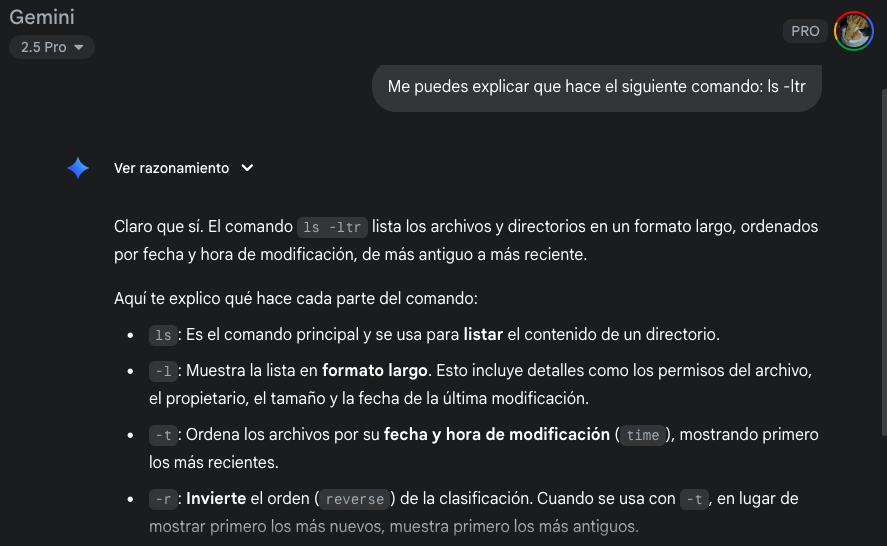 Gemini
2.5 Pro
PRO
Me puedes explicar que hace el siguiente comando: ls -ltr
Ver razonamiento
Claro que sí. El comando ls -ltr lista los archivos y directorios en un formato largo, ordenados
por fecha y hora de modificación, de más antiguo a más reciente.
Aquí te explico qué hace cada parte del comando:
• ls: Es el comando principal y se usa para listar el contenido de un directorio.
• -l: Muestra la lista en formato largo. Esto incluye detalles como los permisos del archivo,
el propietario, el tamaño y la fecha de la última modificación.
• -t: Ordena los archivos por su fecha y hora de modificación (time), mostrando primero
los más recientes.
• -r: Invierte el orden (reverse) de la clasificación. Cuando se usa con -t, en lugar de
mostrar primero los más nuevos, muestra primero los más antiguos.